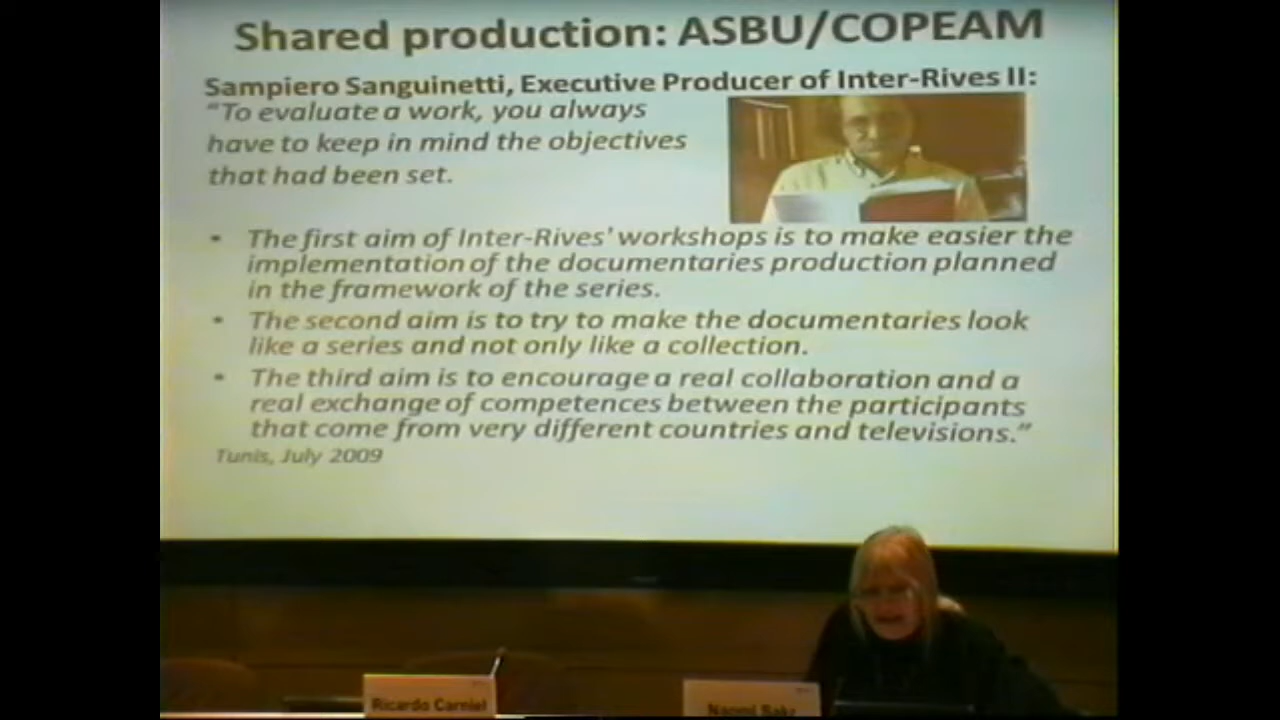 Shared production: ASBU/COPEAM
Sampiero Sanguinetti, Executive Producer of Inter-Rives II:
“To evaluate a work, you always
have to keep in mind the objectives
that had been set.
• The first aim of Inter-Rives' workshops is to make easier the
implementation of the documentaries production planned
in the framework of the series.
• The second aim is to try to make the documentaries look
like a series and not only like a collection.
• The third aim is to encourage a real collaboration and a
real exchange of competences between the participants
that come from very different countries and televisions.”
Tunis, July 2009
Ricardo Carniel
Naomi Sakr